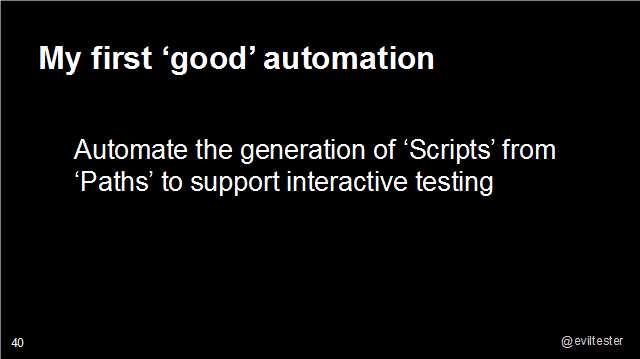 My first ‘good’ automation
Automate the generation of ‘Scripts’ from
‘Paths’ to support interactive testing
40
@eviltester